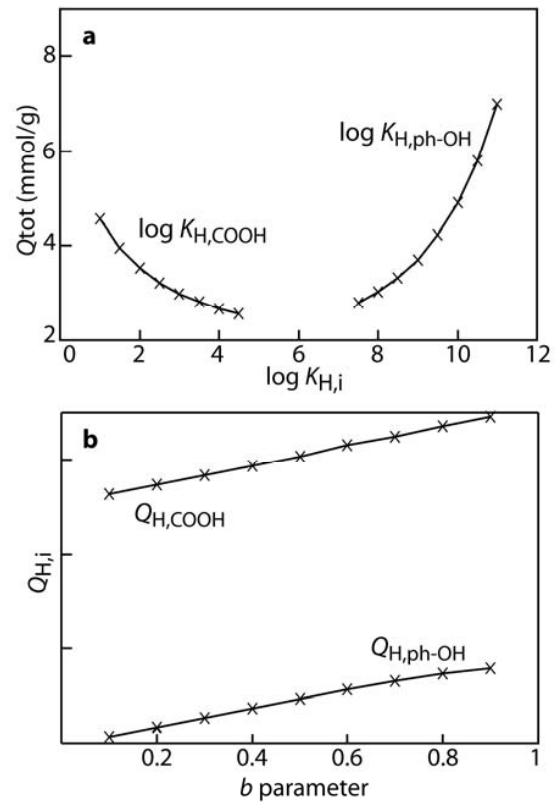 a
8
6
4
2
Qtot (mmol/g)
log KH,COOH
log KH,ph-OH
0 2 4 6 8 10 12
log KH,i
b
QH,COOH
QH,ph-OH
QH,i
0.2 0.4 0.6 0.8 1
b parameter